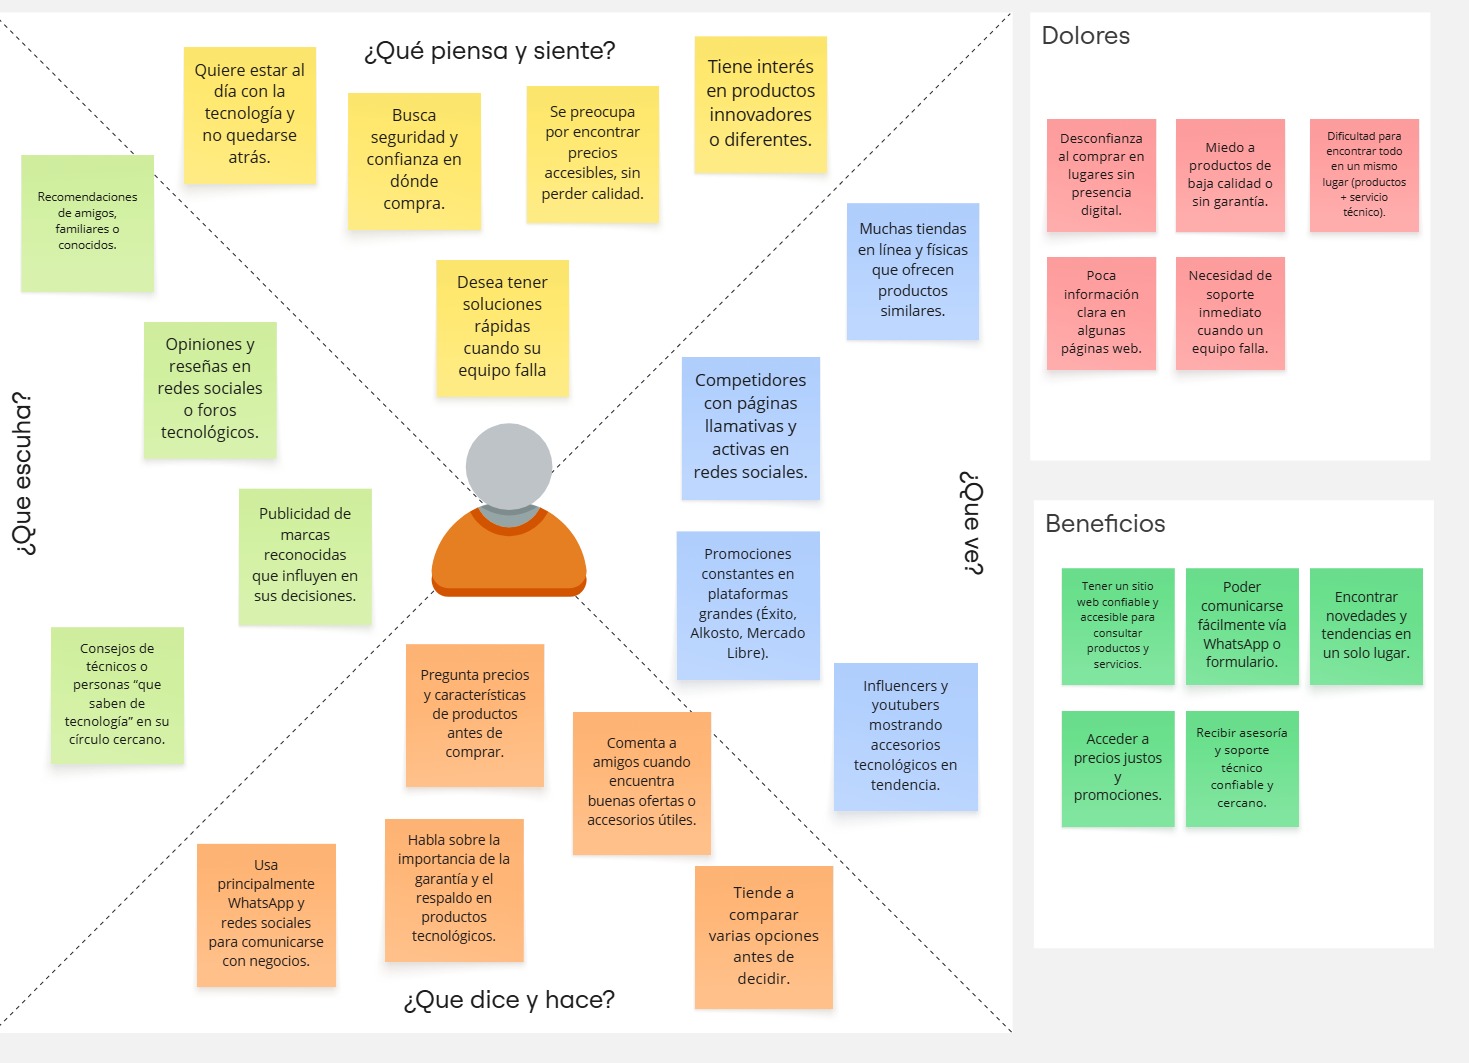 ¿Qué piensa y siente?
Quiere estar al
día con la
tecnología y
no quedarse
atrás.
Busca
seguridad y
confianza en
dónde
compra.
Se preocupa
por encontrar
precios
accesibles, sin
perder calidad.
Tiene interés
en productos
innovadores
o diferentes.
Desea tener
soluciones
rápidas
cuando su
equipo falla
¿Que escuha?
Recomendaciones
de amigos,
familiares o
conocidos.
Opiniones y
reseñas en
redes sociales
o foros
tecnológicos.
Publicidad de
marcas
reconocidas
que influyen en
sus decisiones.
Consejos de
técnicos o
personas “que
saben de
tecnología” en su
círculo cercano.
¿Que ve?
Muchas tiendas
en línea y físicas
que ofrecen
productos
similares.
Competidores
con páginas
llamativas y
activas en
redes sociales.
Promociones
constantes en
plataformas
grandes (Éxito,
Alkosto, Mercado
Libre).
Influencers y
youtubers
mostrando
accesorios
tecnológicos en
tendencia.
Pregunta precios
y características
de productos
antes de
comprar.
Comenta a
amigos cuando
encuentra
buenas ofertas o
accesorios útiles.
Usa
principalmente
WhatsApp y
redes sociales
para comunicarse
con negocios.
Habla sobre la
importancia de la
garantía y el
respaldo en
productos
tecnológicos.
Tiende a
comparar
varias opciones
antes de
decidir.
¿Que dice y hace?
Dolores
Desconfianza
al comprar en
lugares sin
presencia
digital.
Miedo a
productos de
baja calidad o
sin garantía.
Dificultad para
encontrar todo
en un mismo
lugar (productos
+ servicio
técnico).
Poca
información
clara en
algunas
páginas web.
Necesidad de
soporte
inmediato
cuando un
equipo falla.
Beneficios
Tener un sitio
web confiable y
accesible para
consultar
productos y
servicios.
Poder
comunicarse
fácilmente vía
WhatsApp o
formulario.
Encontrar
novedades y
tendencias en
un solo lugar.
Acceder a
precios justos
y
promociones.
Recibir asesoría
y soporte
técnico
confiable y
cercano.